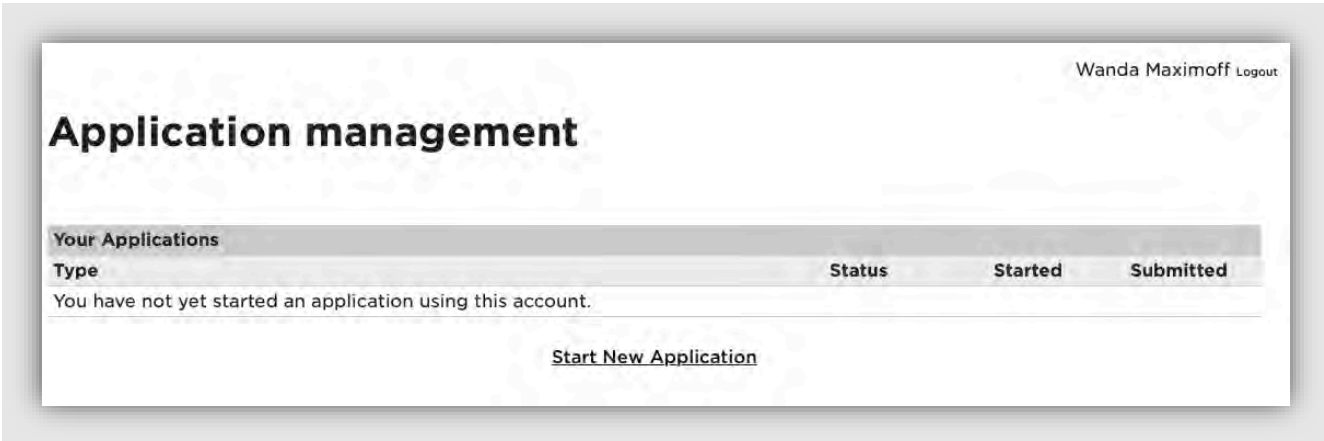 Wanda Maximoff Logout
Application management
Your Applications
Type Status Started Submitted
You have not yet started an application using this account.
Start New Application